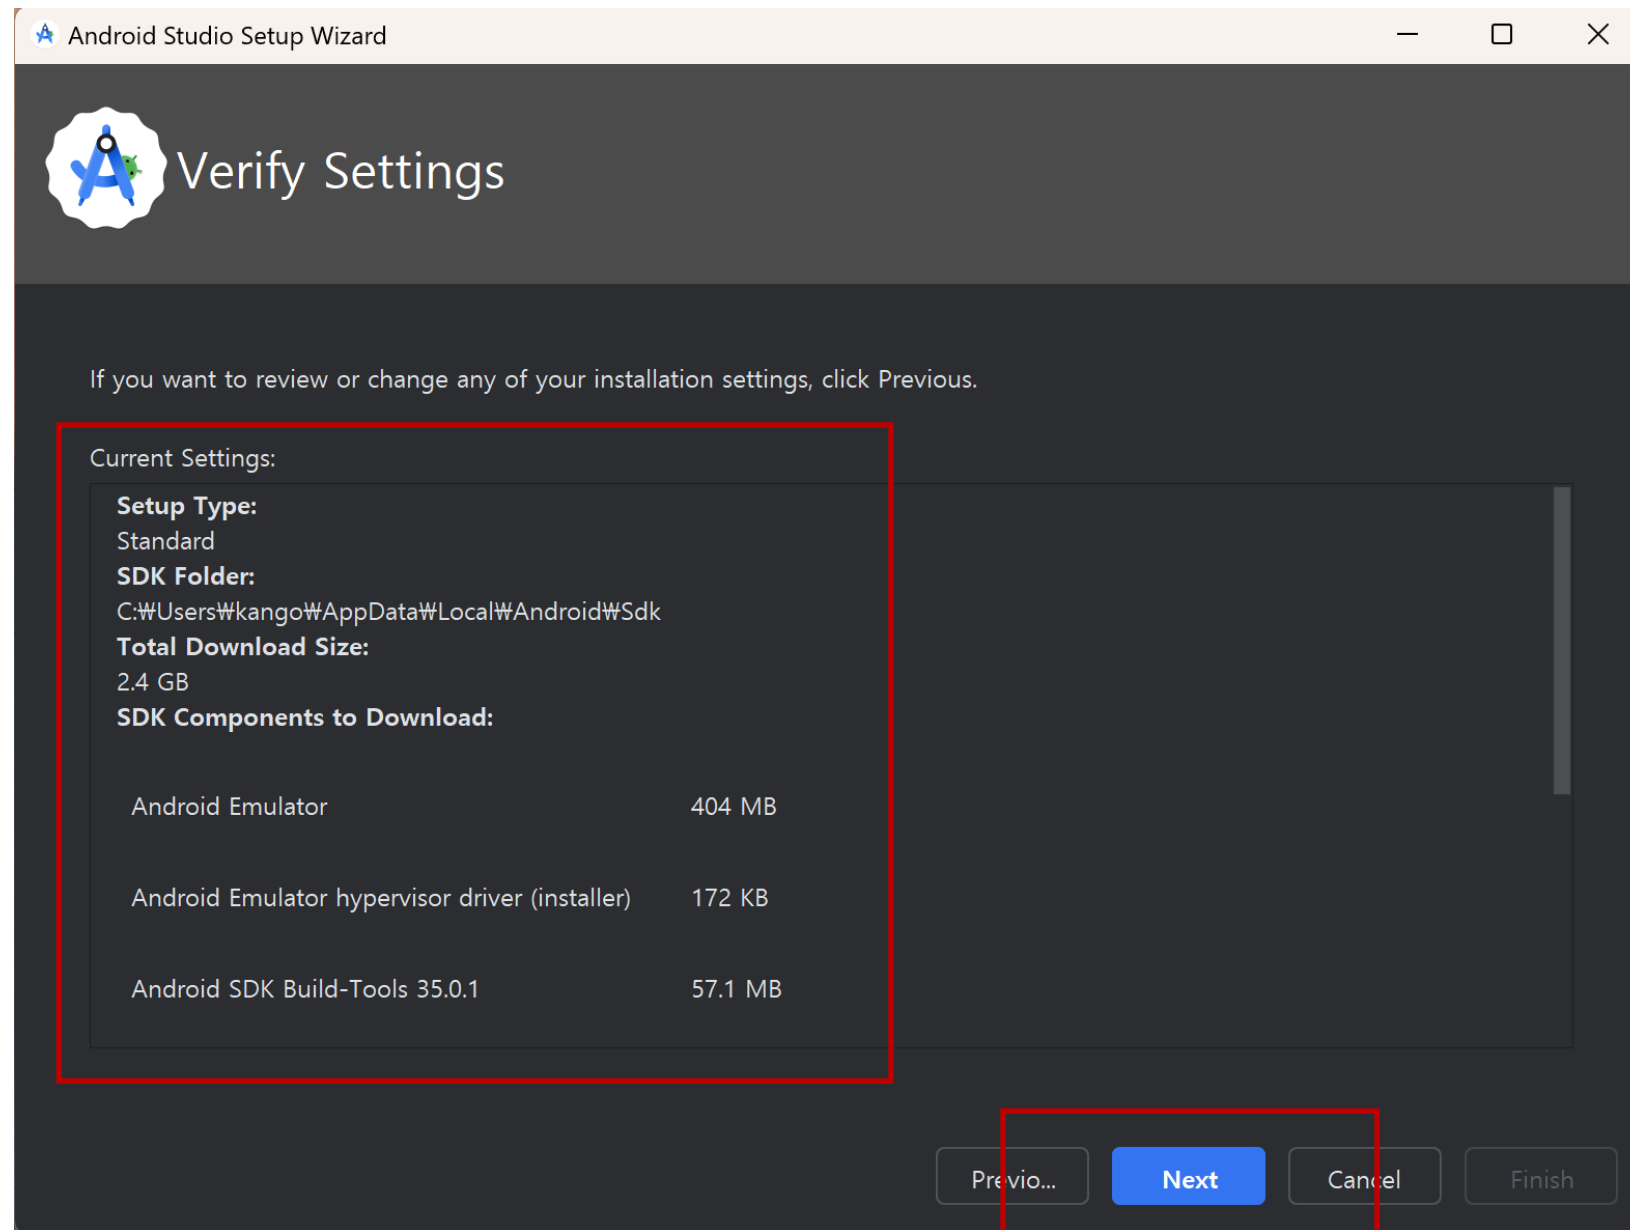 Android Studio Setup Wizard
Verify Settings
If you want to review or change any of your installation settings, click Previous.
Current Settings:
Setup Type:
Standard
SDK Folder:
C:₩Users₩kango₩AppData₩Local₩Android₩Sdk
Total Download Size:
2.4 GB
SDK Components to Download:
Android Emulator 404 MB
Android Emulator hypervisor driver (installer) 172 KB
Android SDK Build-Tools 35.0.1 57.1 MB
Previo... Next Cancel Finish